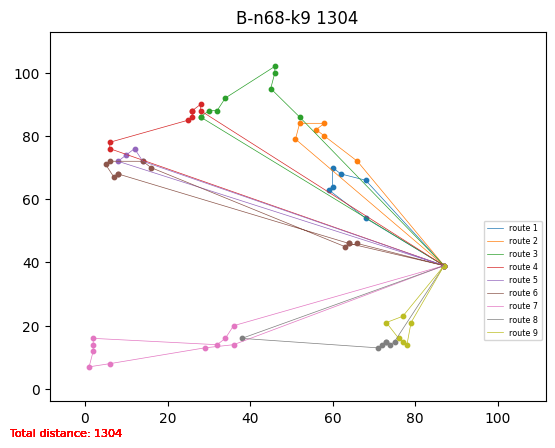 B-n68-k9 1304
100
80
60
40
20
0
0 20 40 60 80 100
route 1
route 2
route 3
route 4
route 5
route 6
route 7
route 8
route 9
Total distance: 1304